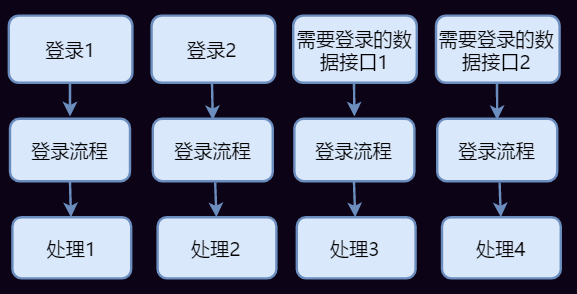 登录1
登录2
需要登录的数
据接口1
需要登录的数
据接口2
登录流程
登录流程
登录流程
登录流程
处理1
处理2
处理3
处理4